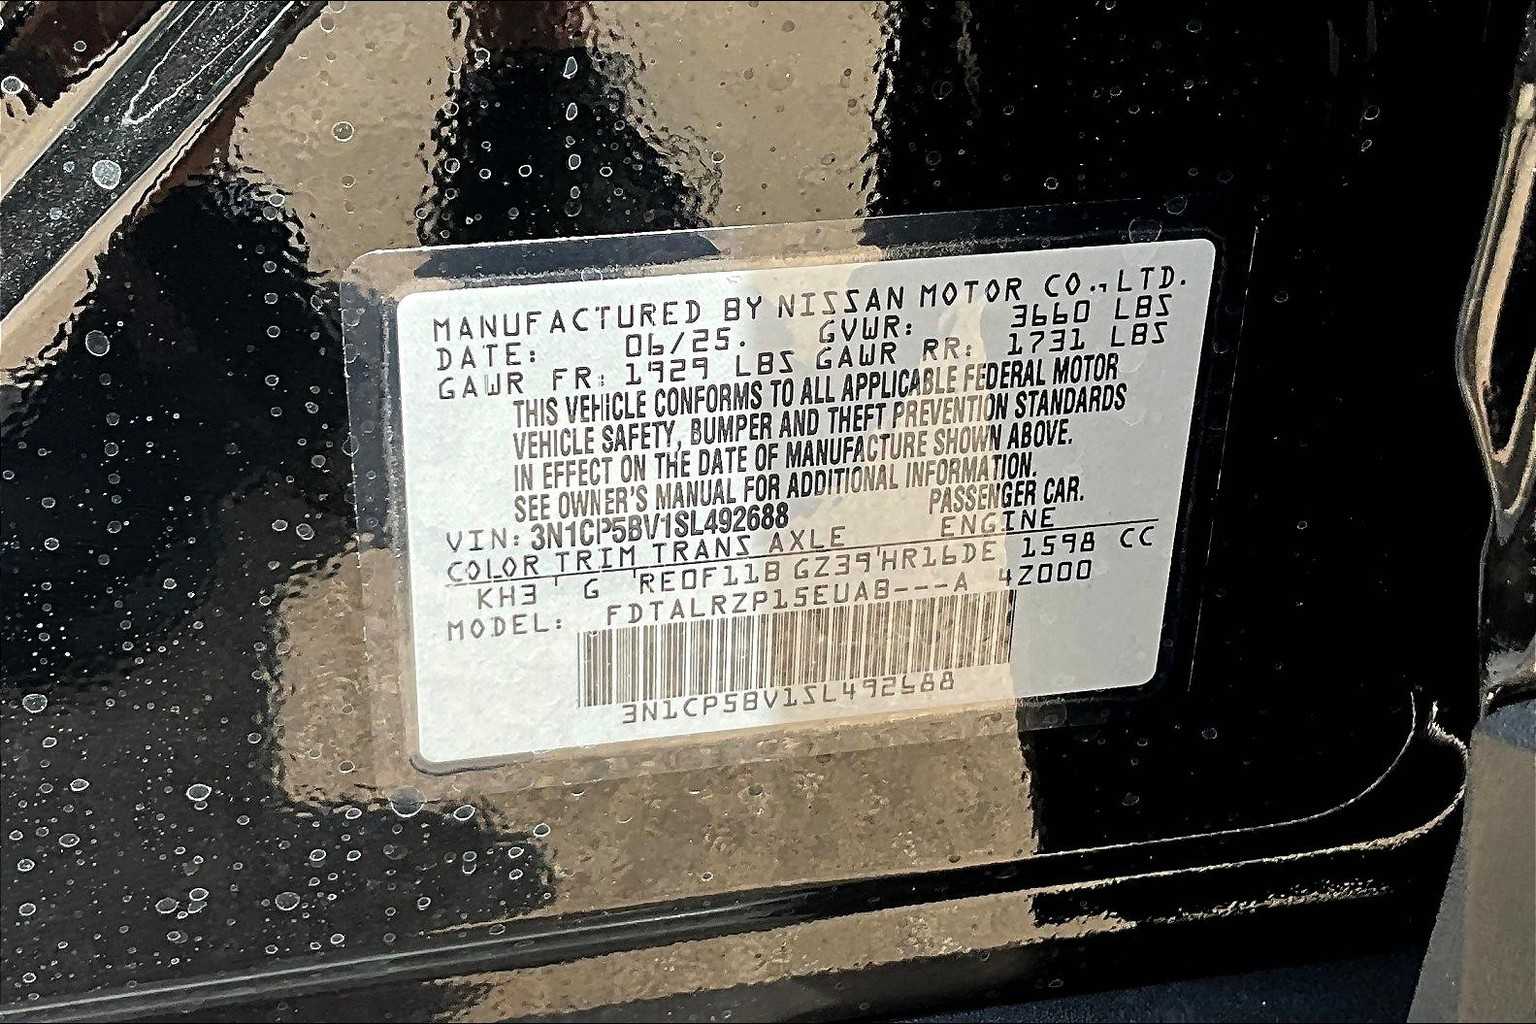 MANUFACTURED BY NISSAN MOTOR CO., LTD.
DATE: 06/25. GVWR: 3660 LBS
GAWR FR: 1929 LBS GAWR RR: 1731 LBS
THIS VEHICLE CONFORMS TO ALL APPLICABLE FEDERAL MOTOR
VEHICLE SAFETY, BUMPER AND THEFT PREVENTION STANDARDS
IN EFFECT ON THE DATE OF MANUFACTURE SHOWN ABOVE.
SEE OWNER'S MANUAL FOR ADDITIONAL INFORMATION.
VIN: 3N1CP5BV1SL492688 PASSENGER CAR.
COLOR TRIM TRANS AXLE ENGINE
KH3 ' G ' RE0F11B GZ39 ' HR16DE 1598 CC
MODEL: FDTALRZP15EUAB---A 4Z000
3N1CP5BV1SL492688